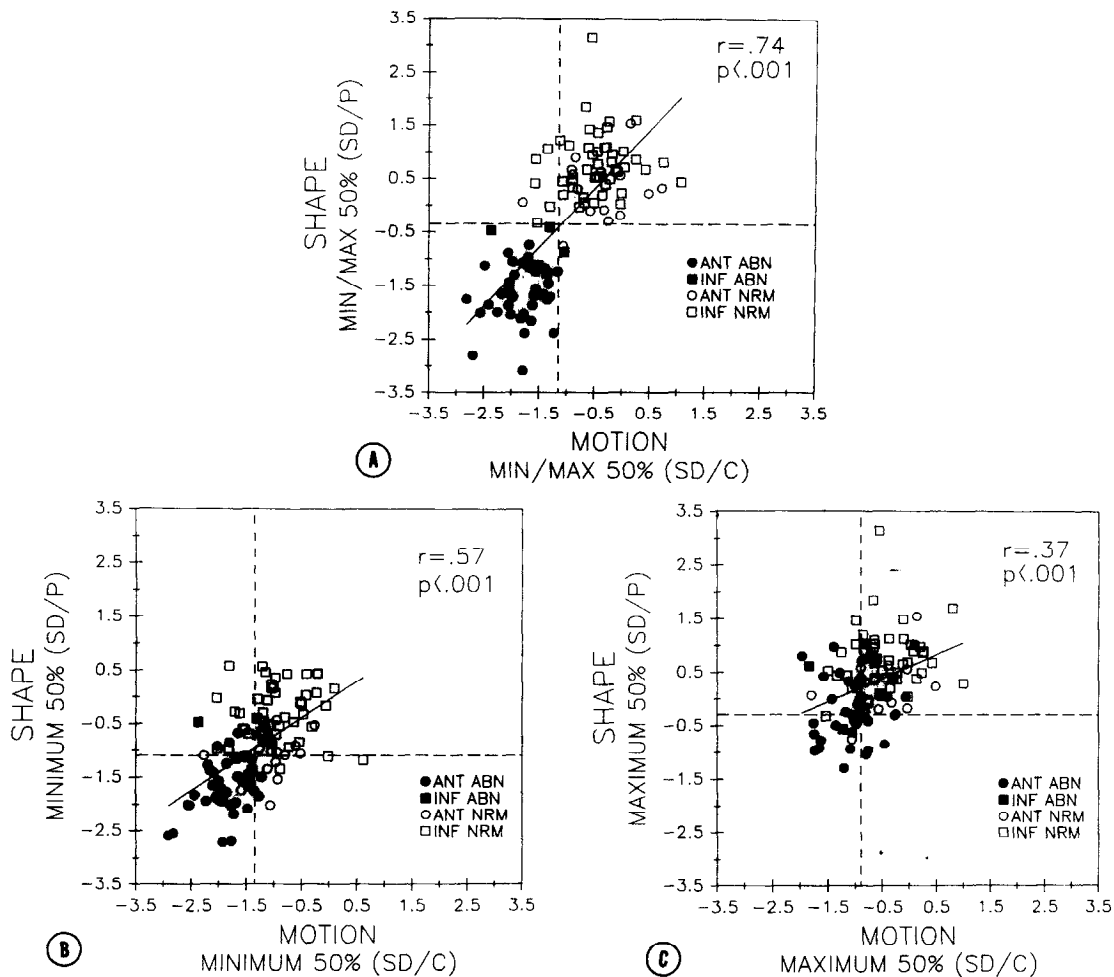 3.5
2.5
1.5
0.5
-0.5
-1.5
-2.5
-3.5
SHAPE
MIN/MAX 50% (SD/P)
r=.74
p<.001
ANT ABN
INF ABN
ANT NRM
INF NRM
-3.5 -2.5 -1.5 -0.5 0.5 1.5 2.5 3.5
MOTION
MIN/MAX 50% (SD/C)
A
3.5
2.5
1.5
0.5
-0.5
-1.5
-2.5
-3.5
SHAPE
MINIMUM 50% (SD/P)
r=.57
p<.001
ANT ABN
INF ABN
ANT NRM
INF NRM
-3.5 -2.5 -1.5 -0.5 0.5 1.5 2.5 3.5
MOTION
MINIMUM 50% (SD/C)
B
3.5
2.5
1.5
0.5
-0.5
-1.5
-2.5
-3.5
SHAPE
MAXIMUM 50% (SD/P)
r=.37
p<.001
ANT ABN
INF ABN
ANT NRM
INF NRM
-3.5 -2.5 -1.5 -0.5 0.5 1.5 2.5 3.5
MOTION
MAXIMUM 50% (SD/C)
C